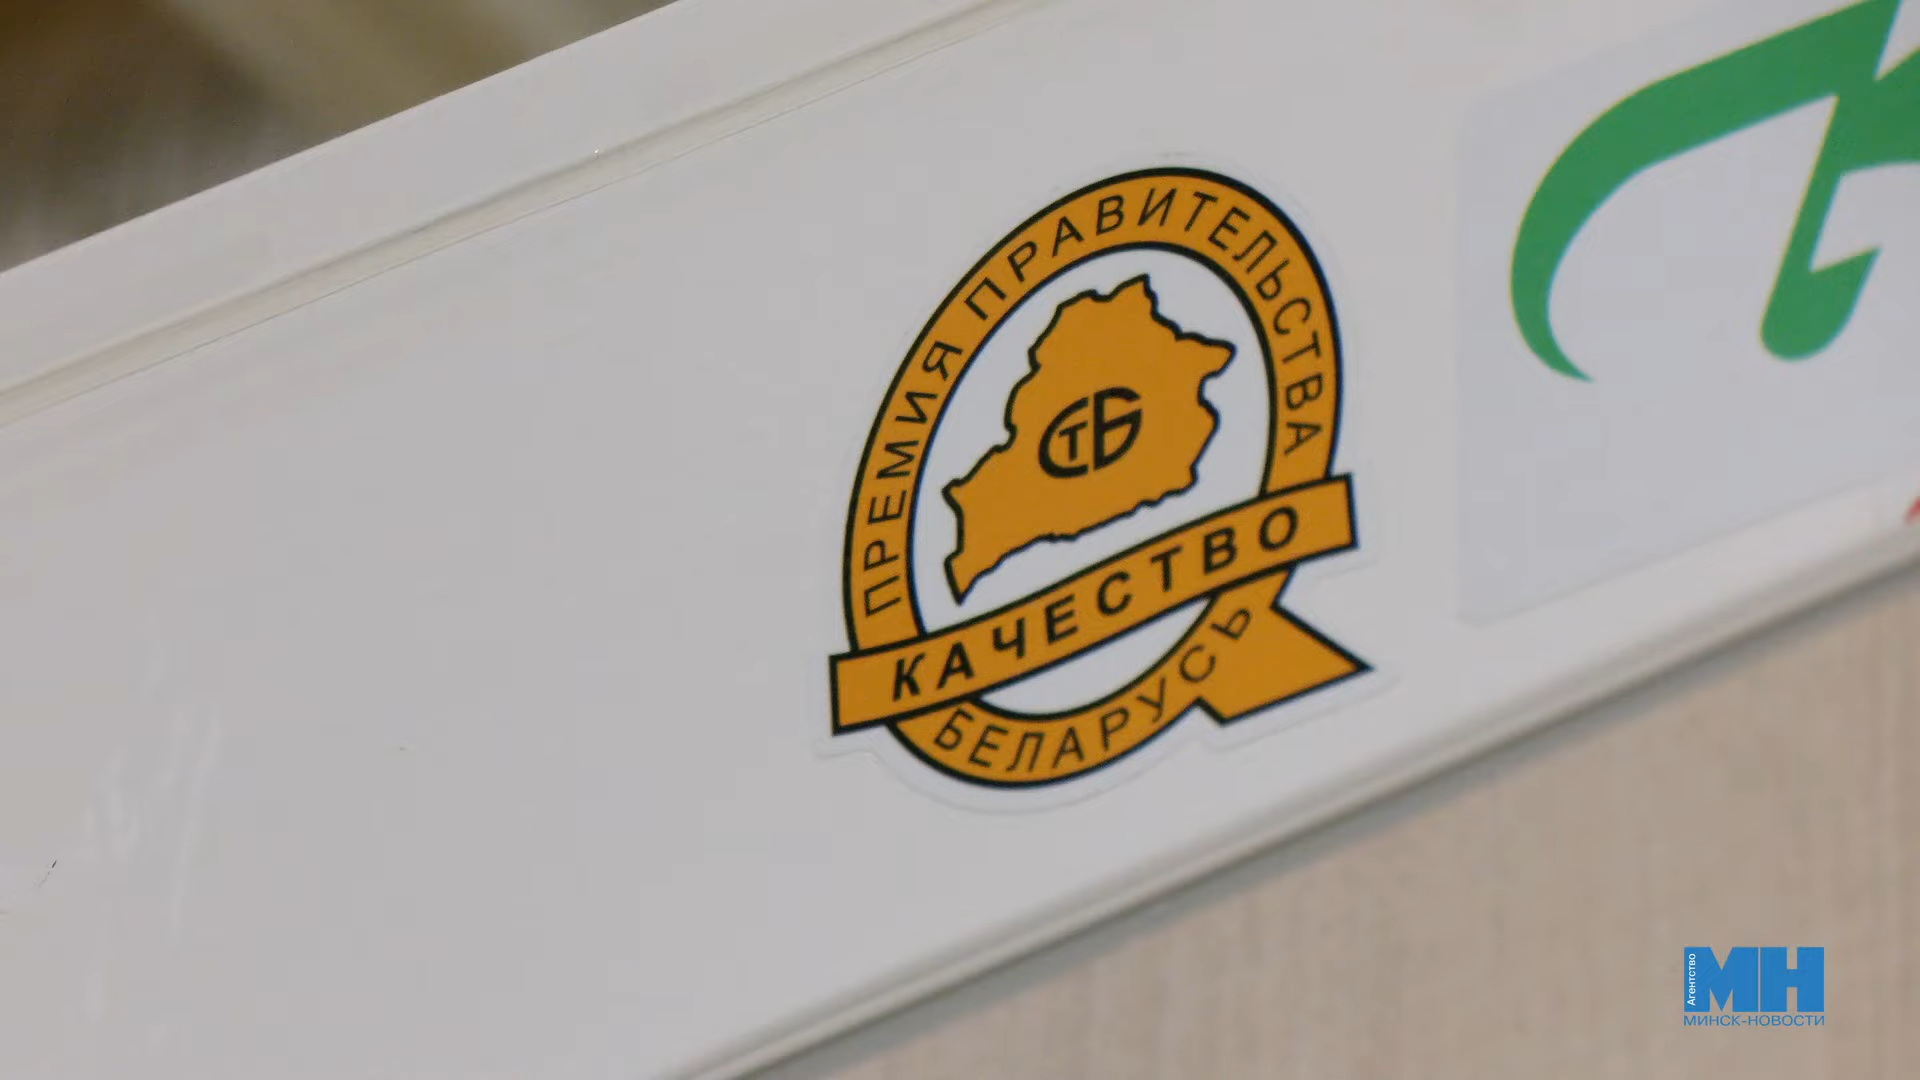 ПРЕМИЯ ПРАВИТЕЛЬСТВА
СТБ
КАЧЕСТВО
БЕЛАРУСЬ
Агентство
МН
МИНСК-НОВОСТИ